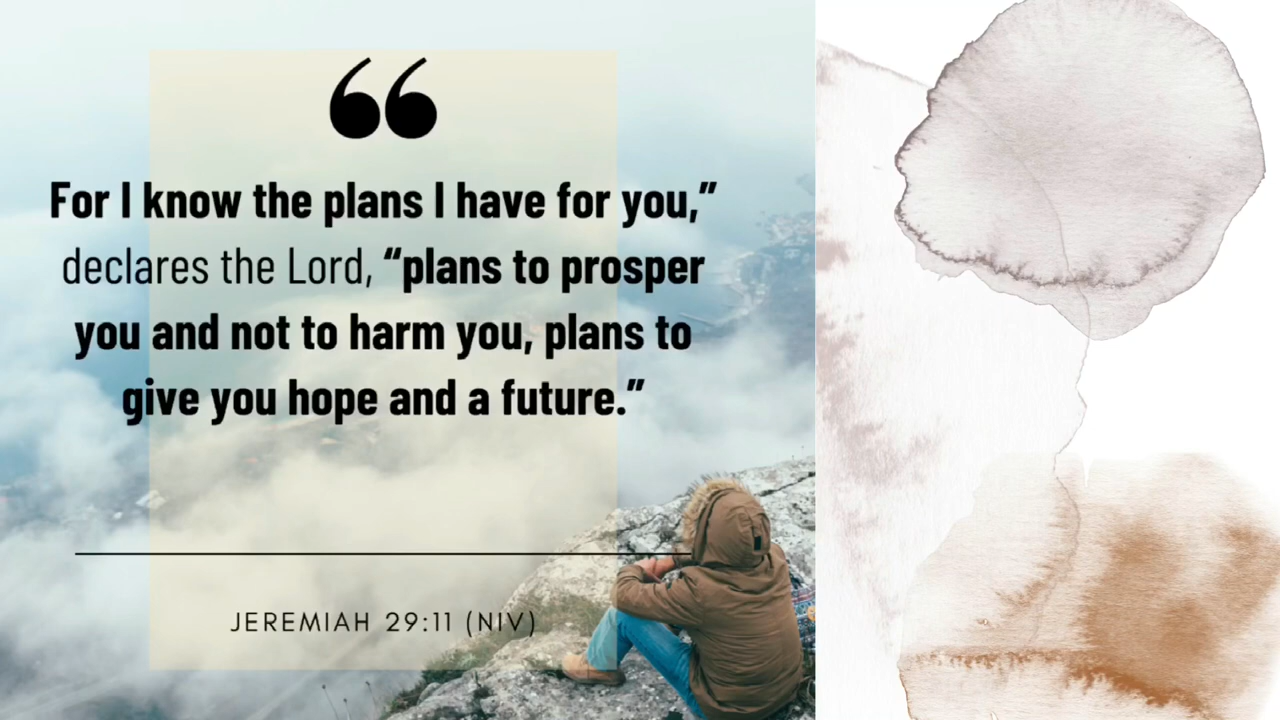 “
For I know the plans I have for you,”
declares the Lord, “plans to prosper
you and not to harm you, plans to
give you hope and a future.”
JEREMIAH 29:11 (NIV)